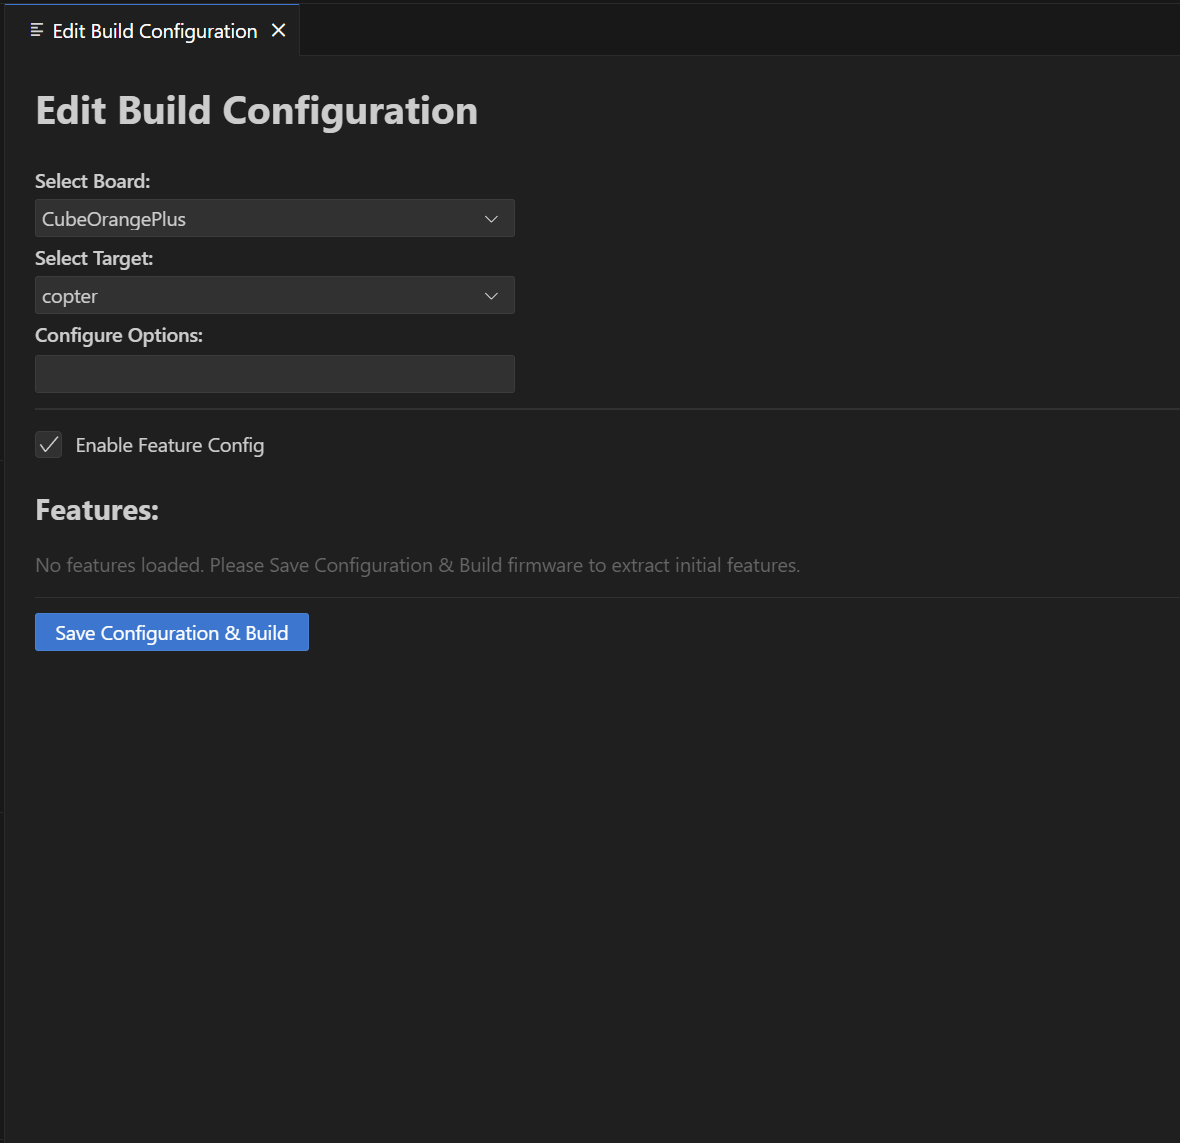 Edit Build Configuration
Edit Build Configuration
Select Board:
CubeOrangePlus
Select Target:
copter
Configure Options:
Enable Feature Config
Features:
No features loaded. Please Save Configuration & Build firmware to extract initial features.
Save Configuration & Build